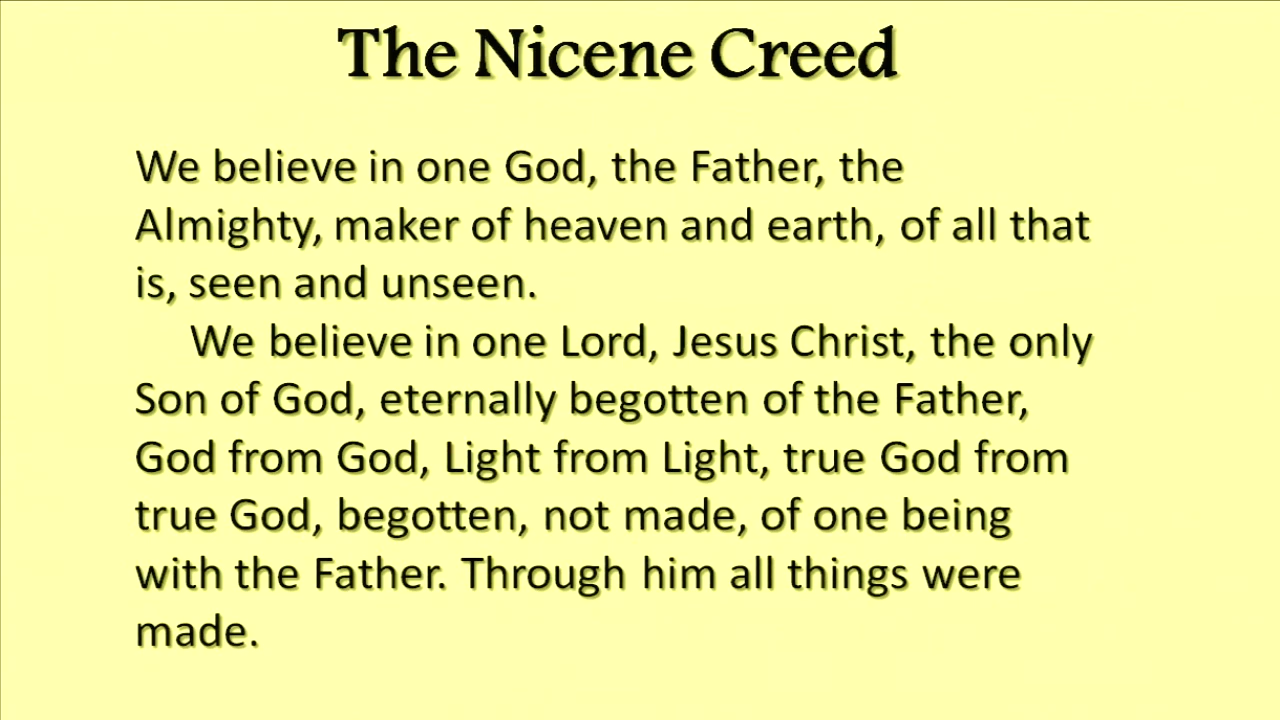 The Nicene Creed
We believe in one God, the Father, the
Almighty, maker of heaven and earth, of all that
is, seen and unseen.
We believe in one Lord, Jesus Christ, the only
Son of God, eternally begotten of the Father,
God from God, Light from Light, true God from
true God, begotten, not made, of one being
with the Father. Through him all things were
made.